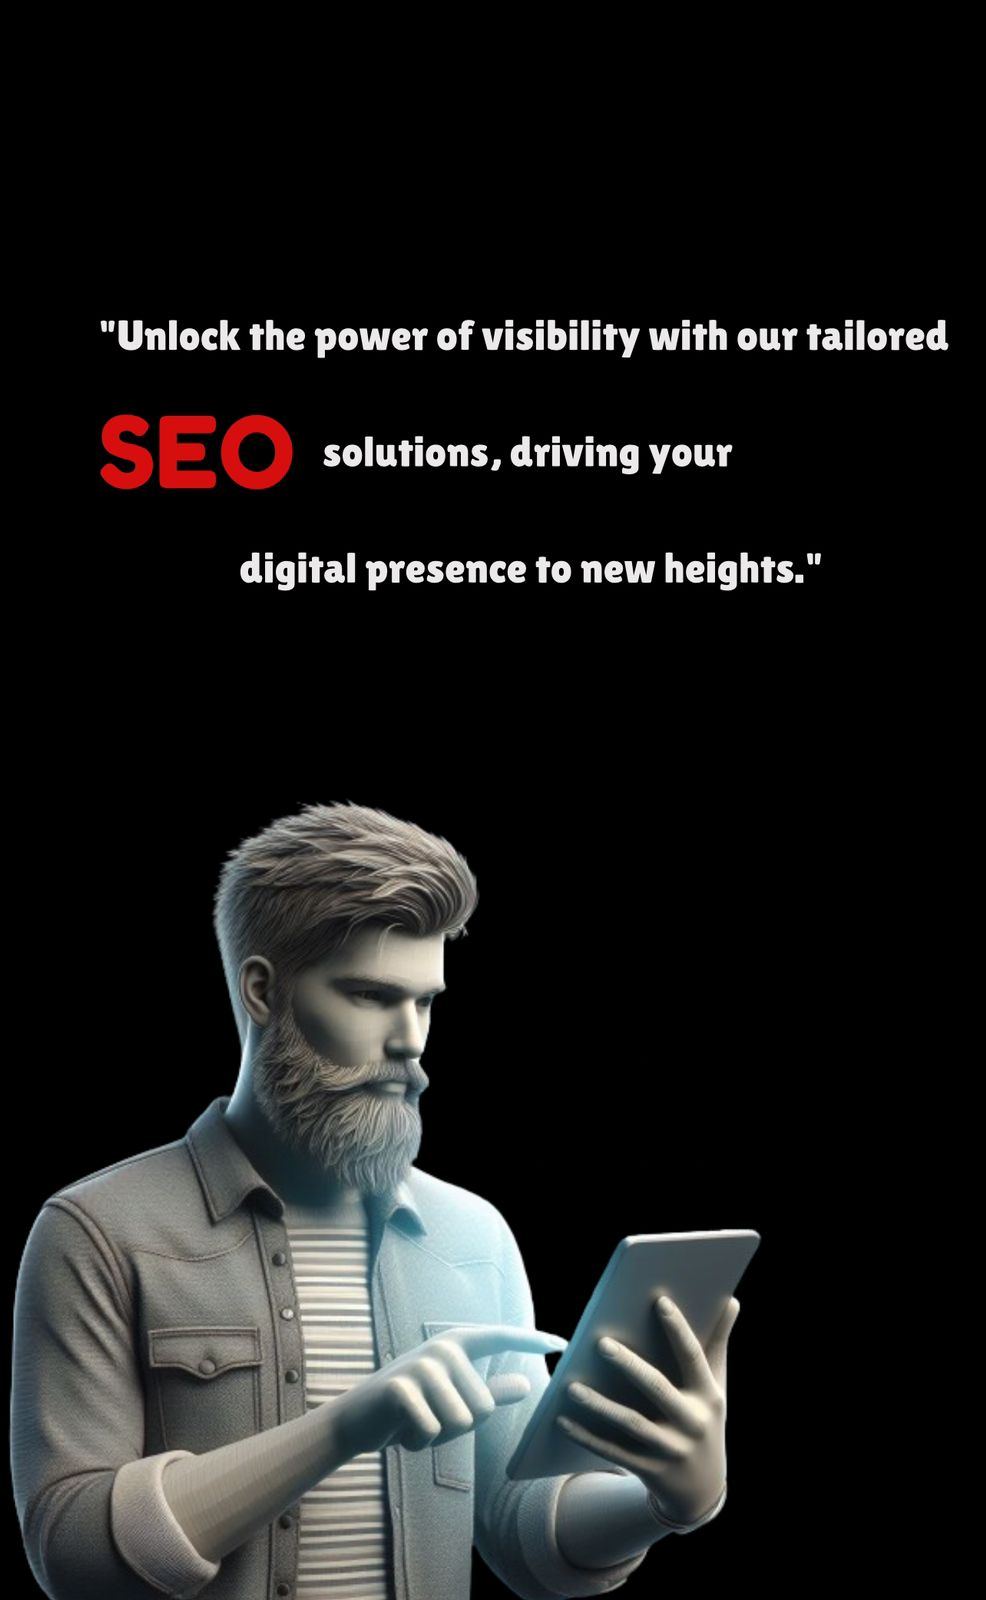 "Unlock the power of visibility with our tailored
SEO solutions, driving your
digital presence to new heights."